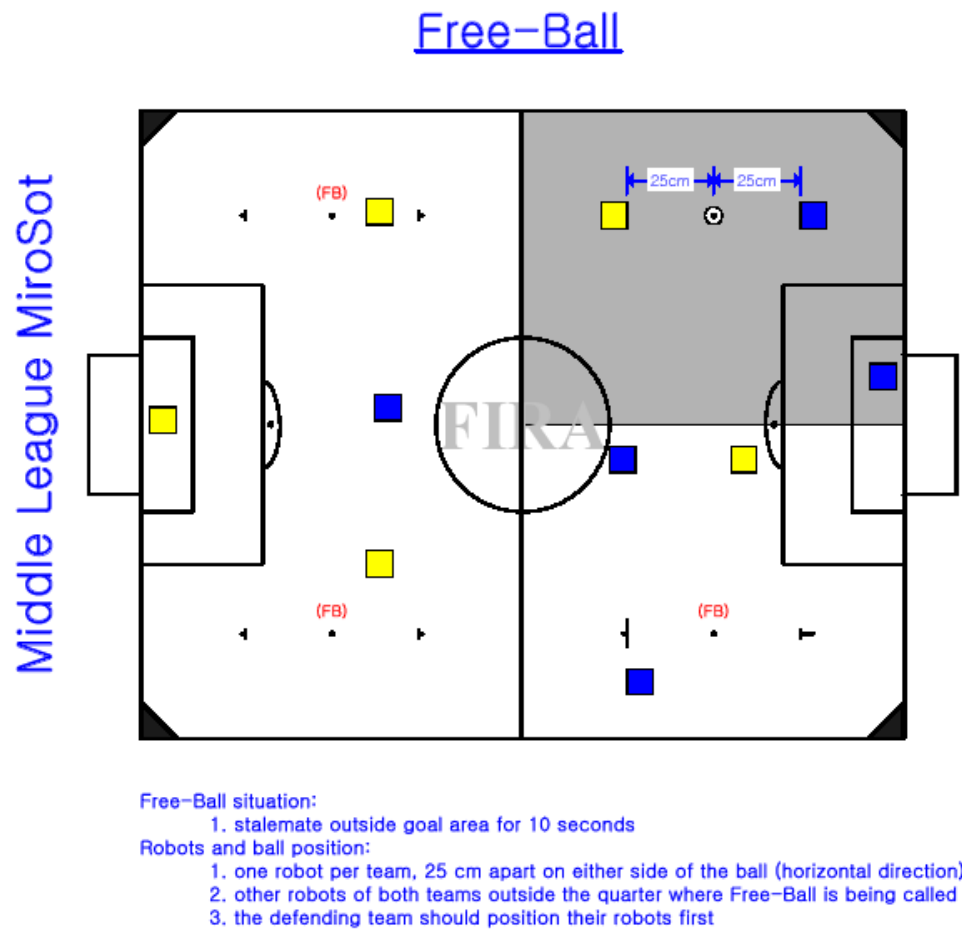 Free-Ball
Middle League MiroSot
(FB)
25cm
25cm
FIRA
(FB)
(FB)
Free-Ball situation:
1. stalemate outside goal area for 10 seconds
Robots and ball position:
1. one robot per team, 25 cm apart on either side of the ball (horizontal direction)
2. other robots of both teams outside the quarter where Free-Ball is being called
3. the defending team should position their robots first